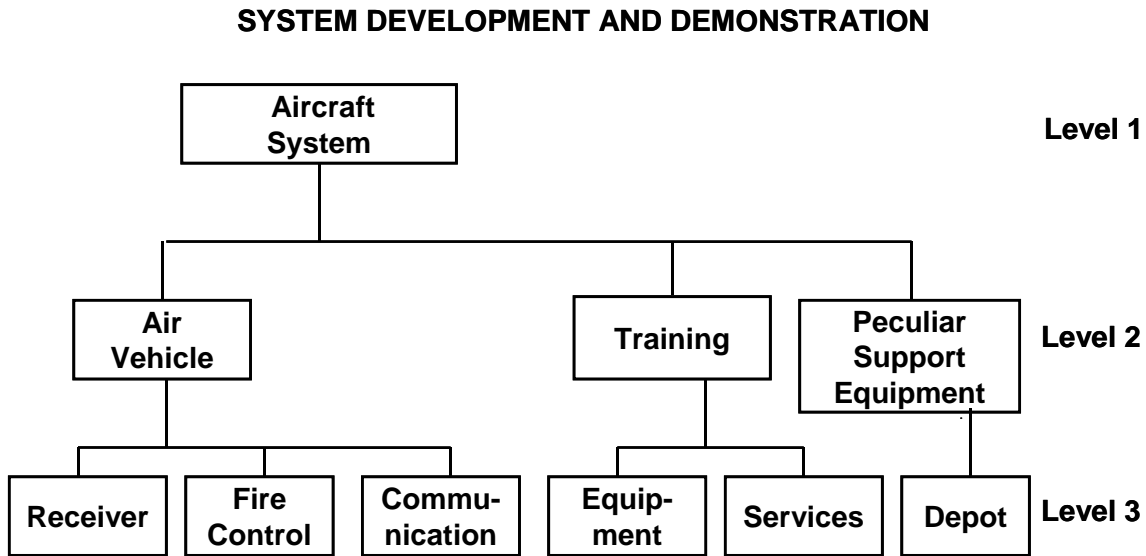 SYSTEM DEVELOPMENT AND DEMONSTRATION
Aircraft
System
Level 1
Air
Vehicle
Training
Peculiar
Support
Equipment
Level 2
Receiver
Fire
Control
Commu-
nication
Equip-
ment
Services
Depot
Level 3